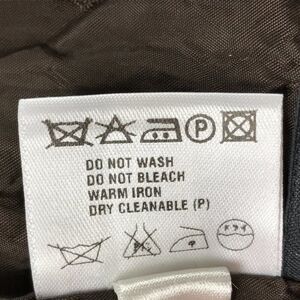 P
DO NOT WASH
DO NOT BLEACH
WARM IRON
DRY CLEANABLE (P)